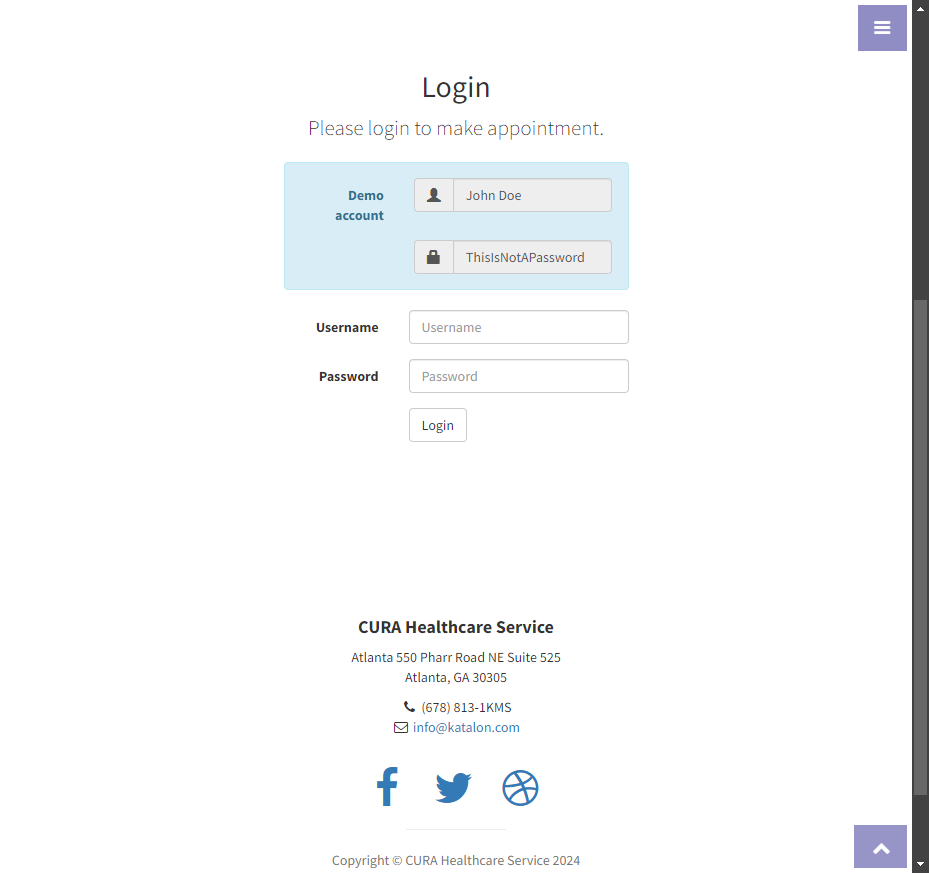 Login
Please login to make appointment.
Demo account
John Doe
ThisIsNotAPassword
Username
Username
Password
Password
Login
CURA Healthcare Service
Atlanta 550 Pharr Road NE Suite 525
Atlanta, GA 30305
(678) 813-1KMS
info@katalon.com
Copyright © CURA Healthcare Service 2024